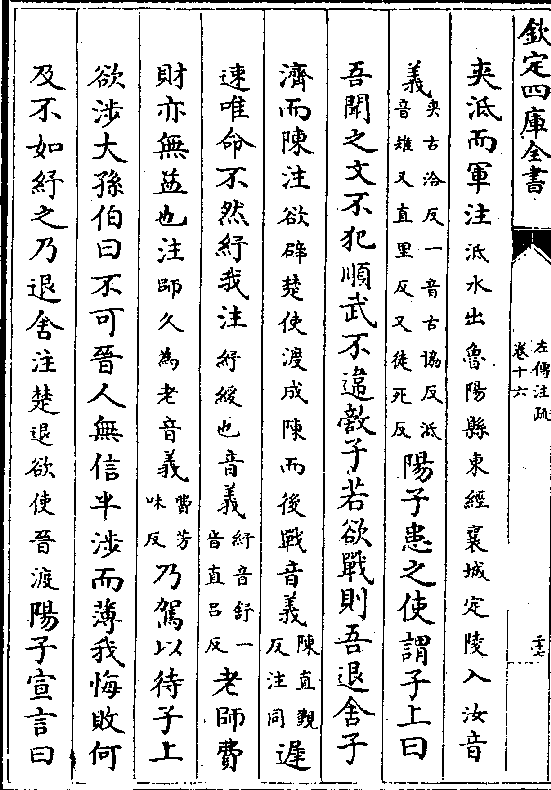 欽定四庫全書
左傳注疏
卷十六
夾泜而軍注泜水出魯陽縣東經襄城定陵入汝音
義夾古洽反一音古協反泜音雉又直里反又徒死反陽子患之使謂子上曰
吾聞之文不犯順武不違敵子若欲戰則吾退舍子
濟而陳注欲辟楚使渡成陳而後戰音義陳直覲反注同遲
速唯命不然紓我注紓緩也音義紓音舒一音直呂反老師費
財亦無益也注師久為老音義費芳味反乃駕以待子上
欲涉大孫伯曰不可晉人無信半涉而薄我悔敗何
及不如紓之乃退舍注楚退欲使晉渡陽子宣言曰